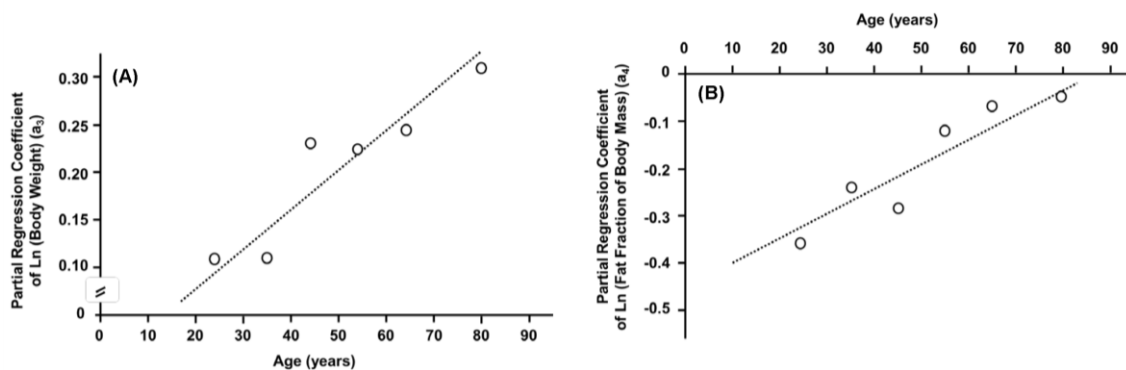 (A)
Partial Regression Coefficient
of Ln (Body Weight) (a₃)
0.30
0.25
0.20
0.15
0.10
0
0 10 20 30 40 50 60 70 80 90
Age (years)
Age (years)
0 10 20 30 40 50 60 70 80 90
(B)
Partial Regression Coefficient
of Ln (Fat Fraction of Body Mass) (a₄)
0
-0.1
-0.2
-0.3
-0.4
-0.5